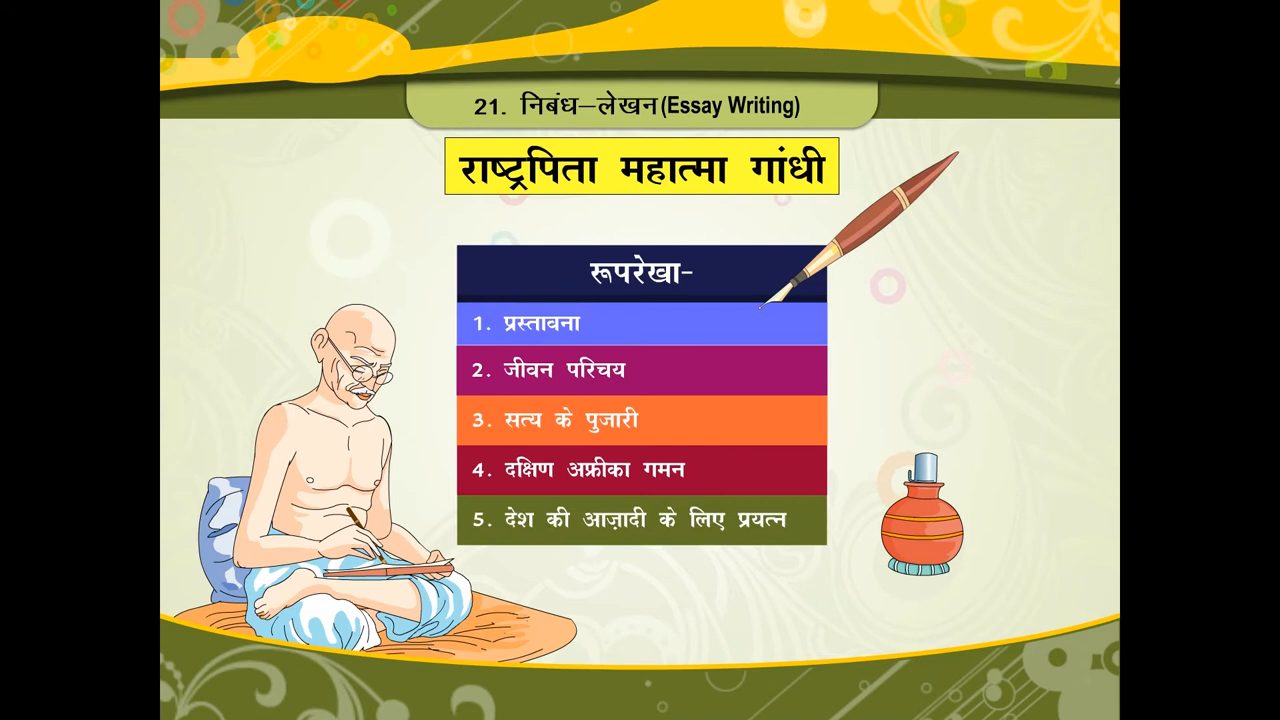 21. निबंध–लेखन(Essay Writing)
राष्ट्रपिता महात्मा गांधी
रूपरेखा-
1. प्रस्तावना
2. जीवन परिचय
3. सत्य के पुजारी
4. दक्षिण अफ्रीका गमन
5. देश की आज़ादी के लिए प्रयत्न